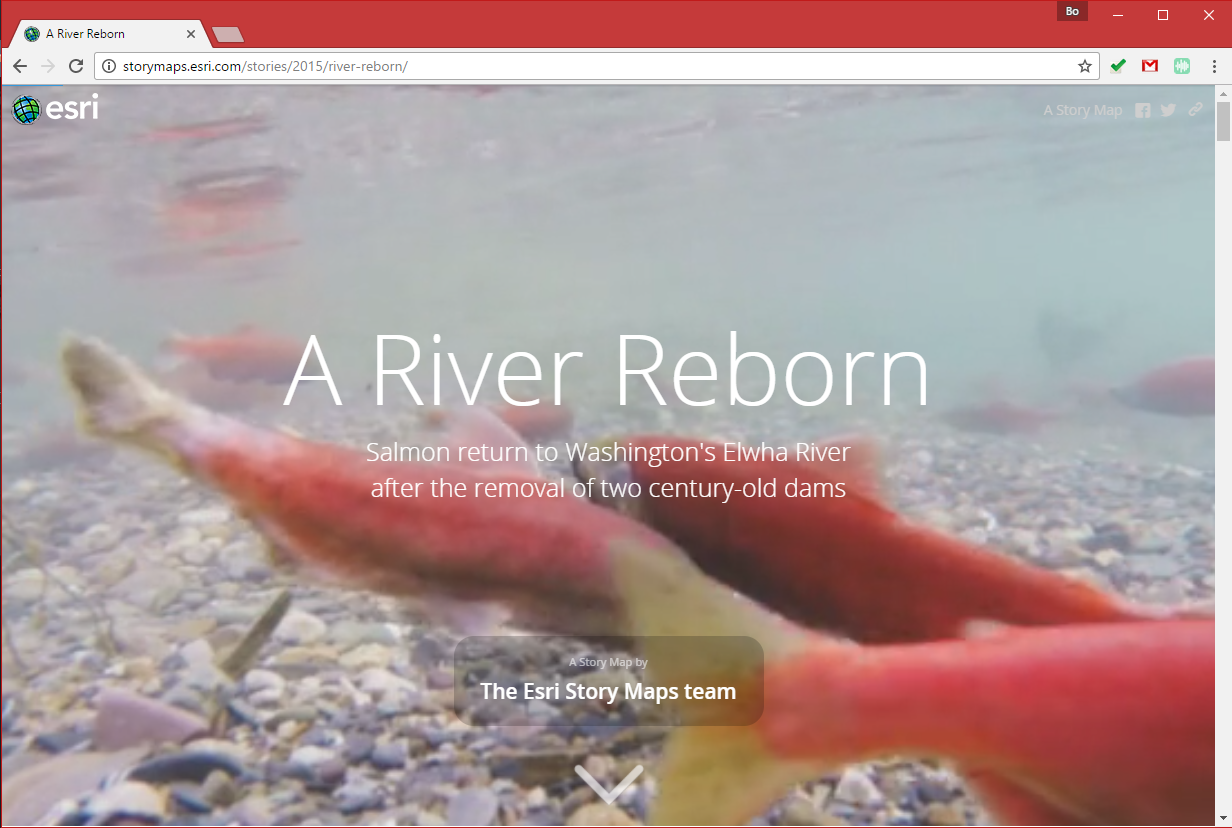 Bo
A River Reborn
storymaps.esri.com/stories/2015/river-reborn/
esri
A Story Map
A River Reborn
Salmon return to Washington's Elwha River
after the removal of two century-old dams
A Story Map by
The Esri Story Maps team